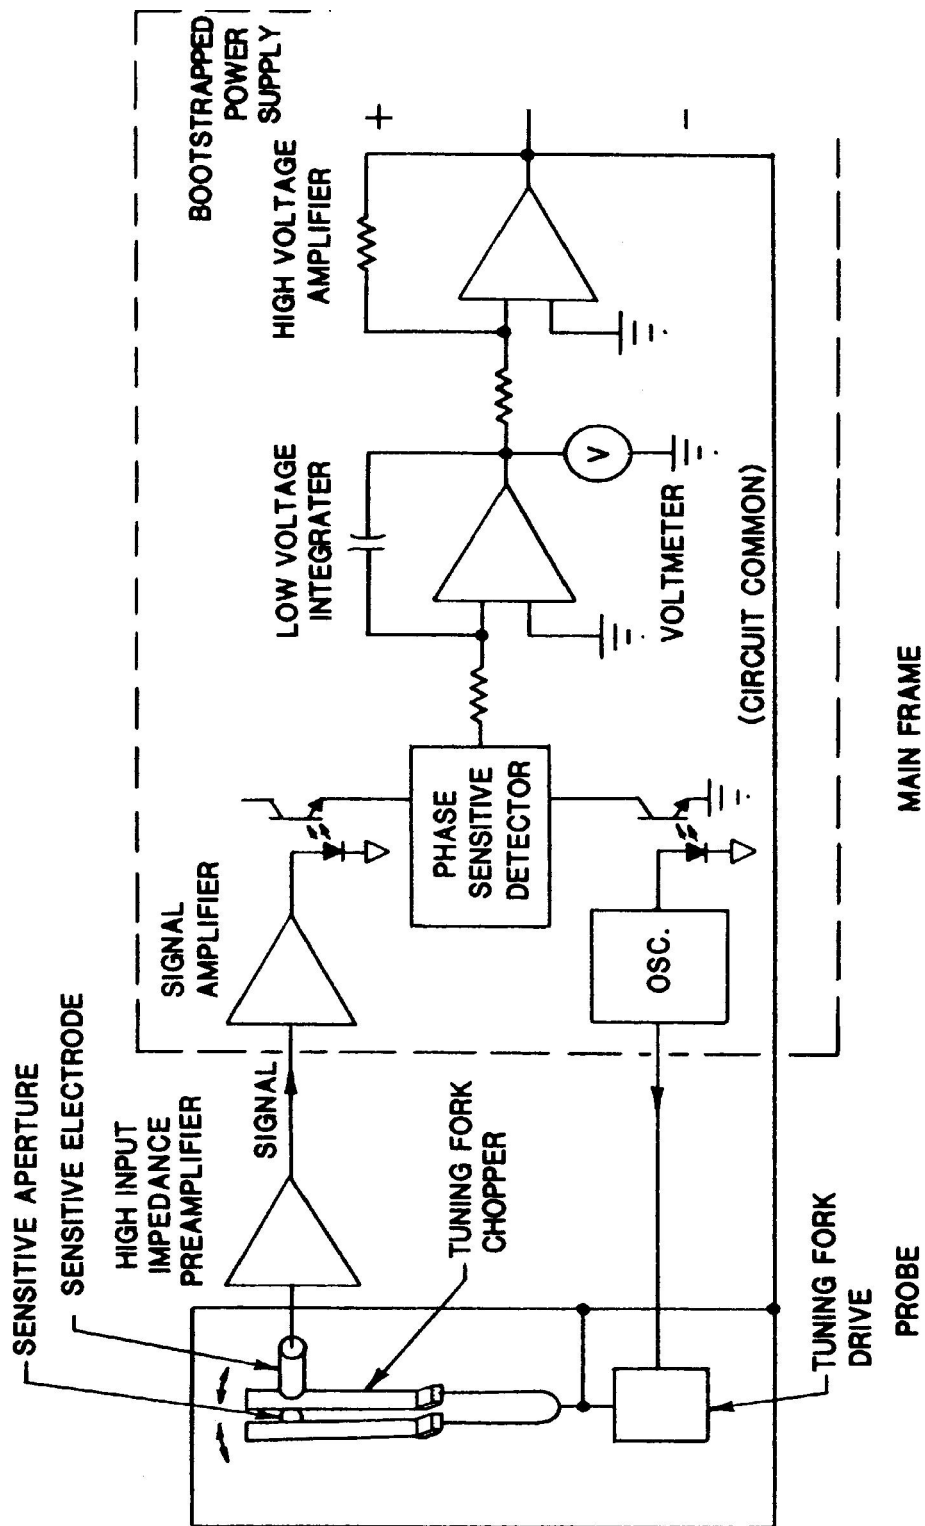 SENSITIVE APERTURE
SENSITIVE ELECTRODE
HIGH INPUT
IMPEDANCE
PREAMPLIFIER
SIGNAL
SIGNAL
AMPLIFIER
LOW VOLTAGE
INTEGRATER
HIGH VOLTAGE
AMPLIFIER
BOOTSTRAPPED
POWER
SUPPLY
+
-
TUNING FORK
CHOPPER
PHASE
SENSITIVE
DETECTOR
V
VOLTMETER
OSC.
(CIRCUIT COMMON)
TUNING FORK
DRIVE
PROBE
MAIN FRAME